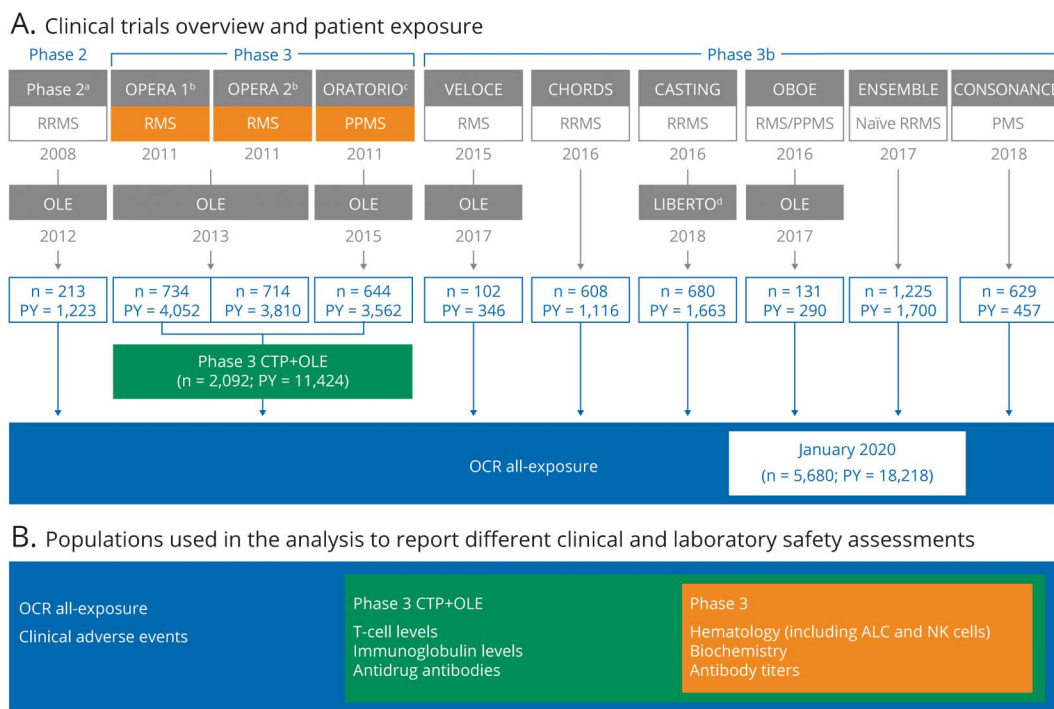 A. Clinical trials overview and patient exposure
Phase 2 Phase 3 Phase 3b
Phase 2ᵃ OPERA 1ᵇ OPERA 2ᵇ ORATORIOᶜ VELOCE CHORDS CASTING OBOE ENSEMBLE CONSONANCE
RRMS RMS RMS PPMS RMS RRMS RRMS RMS/PPMS Naïve RRMS PMS
2008 2011 2011 2011 2015 2016 2016 2016 2017 2018
OLE OLE OLE OLE LIBERTOᵈ OLE
2012 2013 2015 2017 2018 2017
n = 213 n = 734 n = 714 n = 644 n = 102 n = 608 n = 680 n = 131 n = 1,225 n = 629
PY = 1,223 PY = 4,052 PY = 3,810 PY = 3,562 PY = 346 PY = 1,116 PY = 1,663 PY = 290 PY = 1,700 PY = 457
Phase 3 CTP+OLE
(n = 2,092; PY = 11,424)
OCR all-exposure
January 2020
(n = 5,680; PY = 18,218)
B. Populations used in the analysis to report different clinical and laboratory safety assessments
OCR all-exposure
Clinical adverse events
Phase 3 CTP+OLE
T-cell levels
Immunoglobulin levels
Antidrug antibodies
Phase 3
Hematology (including ALC and NK cells)
Biochemistry
Antibody titers